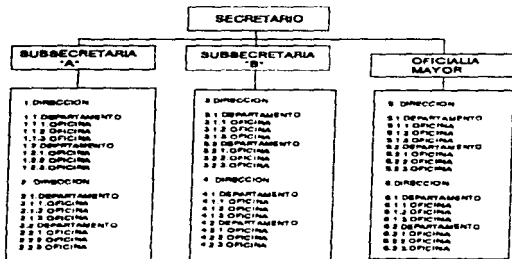 SECRETARIO
SUBSECRETARIA
"A"
1 DIRECCION
1.1 DEPARTAMENTO
1.1.1 OFICINA
1.1.2 OFICINA
1.1.3 OFICINA
1.2 DEPARTAMENTO
1.2.1 OFICINA
1.2.2 OFICINA
1.2.3 OFICINA
2 DIRECCION
2.1 DEPARTAMENTO
2.1.1 OFICINA
2.1.2 OFICINA
2.1.3 OFICINA
2.2 DEPARTAMENTO
2.2.1 OFICINA
2.2.2 OFICINA
2.2.3 OFICINA
SUBSECRETARIA
"B"
3 DIRECCION
3.1 DEPARTAMENTO
3.1.1 OFICINA
3.1.2 OFICINA
3.1.3 OFICINA
3.2 DEPARTAMENTO
3.2.1 OFICINA
3.2.2 OFICINA
3.2.3 OFICINA
4 DIRECCION
4.1 DEPARTAMENTO
4.1.1 OFICINA
4.1.2 OFICINA
4.1.3 OFICINA
4.2 DEPARTAMENTO
4.2.1 OFICINA
4.2.2 OFICINA
4.2.3 OFICINA
OFICIALIA
MAYOR
5 DIRECCION
5.1 DEPARTAMENTO
5.1.1 OFICINA
5.1.2 OFICINA
5.1.3 OFICINA
5.2 DEPARTAMENTO
5.2.1 OFICINA
5.2.2 OFICINA
5.2.3 OFICINA
6 DIRECCION
6.1 DEPARTAMENTO
6.1.1 OFICINA
6.1.2 OFICINA
6.1.3 OFICINA
6.2 DEPARTAMENTO
6.2.1 OFICINA
6.2.2 OFICINA
6.2.3 OFICINA